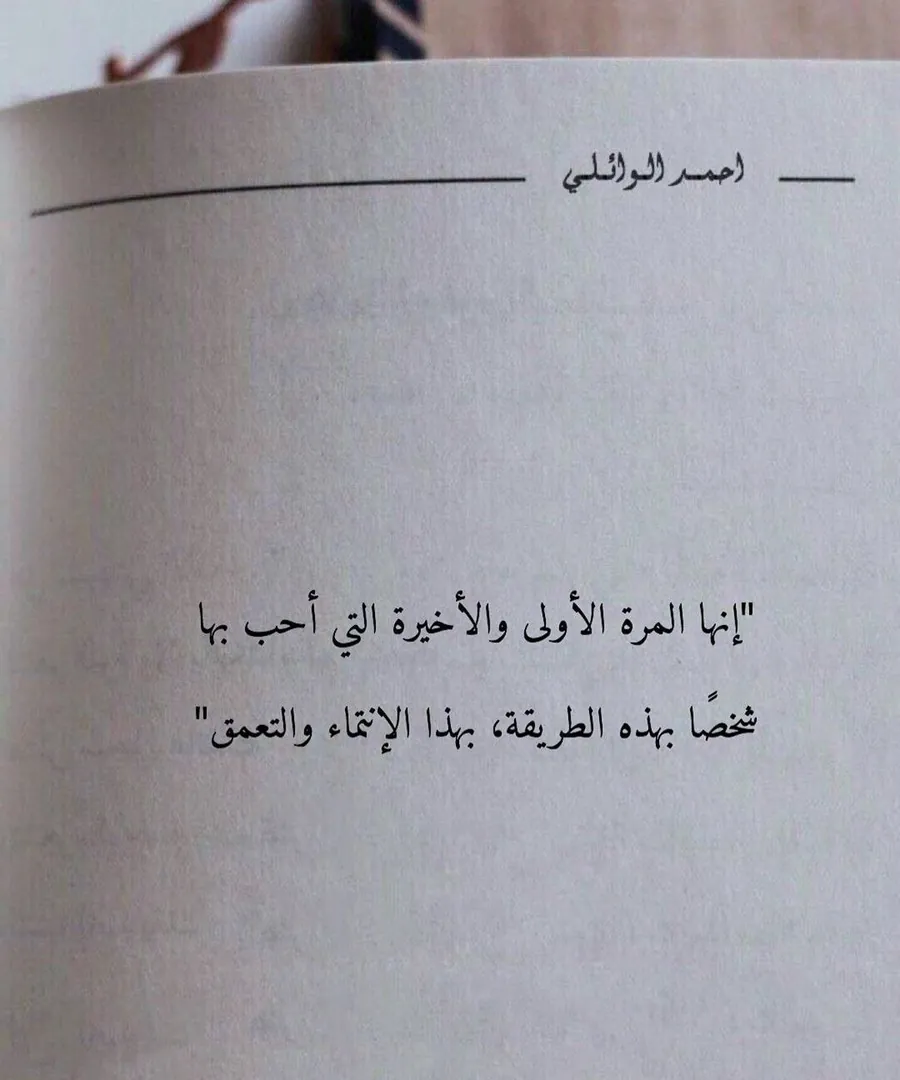 احمد الوائلي
"إنها المرة الأولى والأخيرة التي أحب بها
شخصًا بهذه الطريقة، بهذا الإنتماء والتعمق"